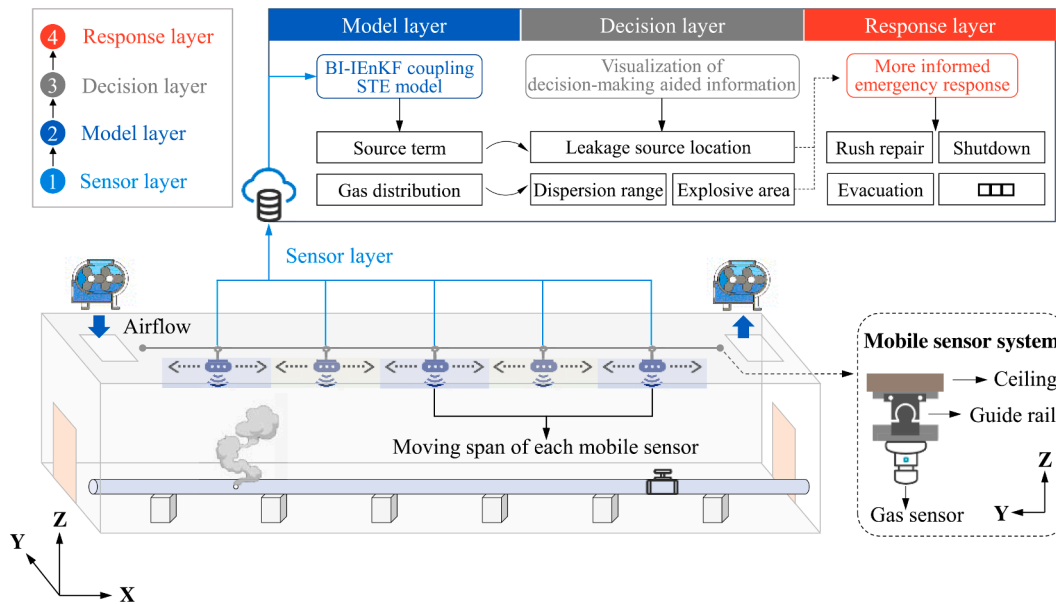 4 Response layer
3 Decision layer
2 Model layer
1 Sensor layer
Model layer
Decision layer
Response layer
BI-IEnKF coupling
STE model
Visualization of
decision-making aided information
More informed
emergency response
Source term
Leakage source location
Rush repair
Shutdown
Gas distribution
Dispersion range
Explosive area
Evacuation
Sensor layer
Airflow
Moving span of each mobile sensor
Mobile sensor system
Ceiling
Guide rail
Gas sensor
Z
Y
Z
Y
X